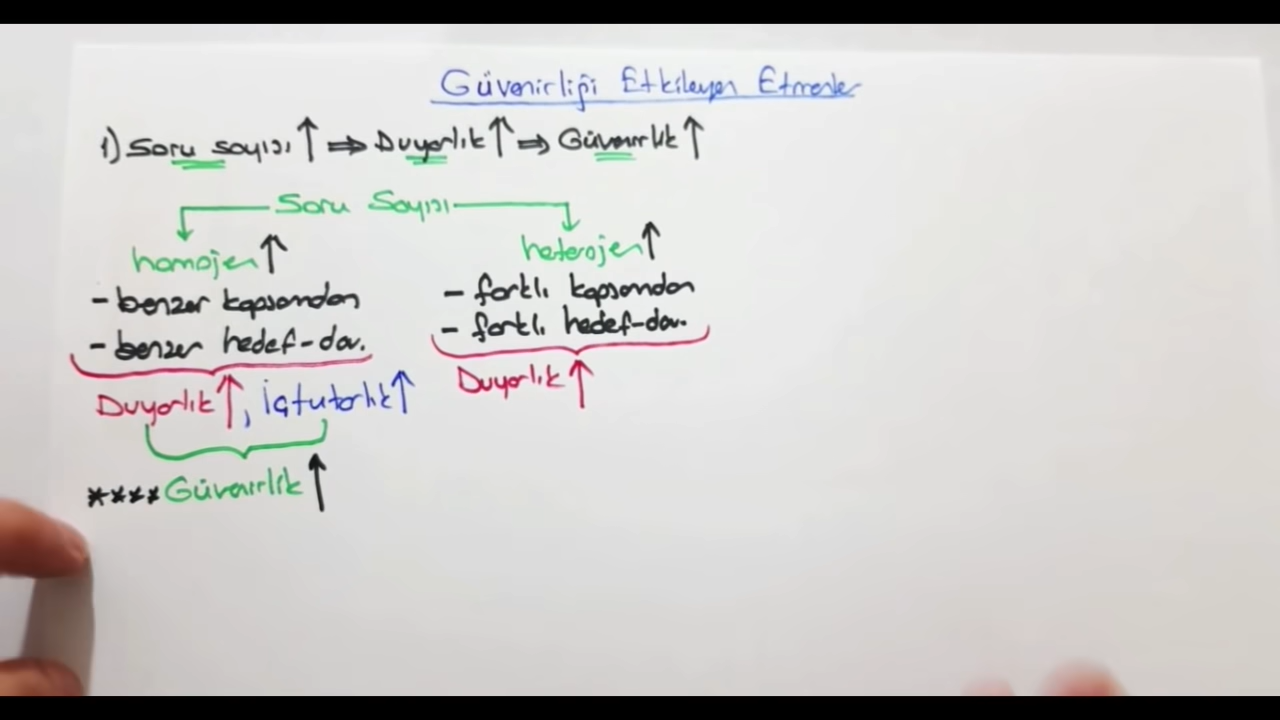 Güvenirliği Etkileyen Etmenler
1) Soru sayısı ↑ ⇒ Duyarlık ↑ ⇒ Güvenirlik ↑
Soru Sayısı
homojen ↑
heterojen ↑
- benzer kapsamdan
- benzer hedef-dav.
- farklı kapsamdan
- farklı hedef-dav.
Duyarlık ↑, İçtutarlık ↑
Duyarlık ↑
****Güvenirlik ↑